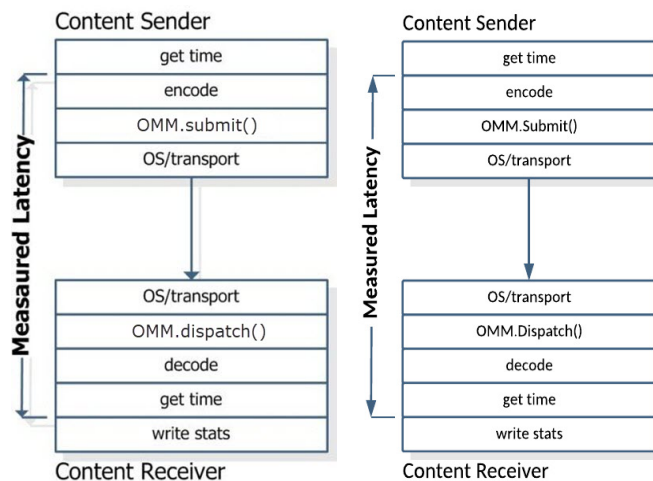 Content Sender
get time
encode
OMM.submit()
OS/transport
Measaured Latency
OS/transport
OMM.dispatch()
decode
get time
write stats
Content Receiver
Content Sender
get time
encode
OMM.Submit()
OS/transport
Measured Latency
OS/transport
OMM.Dispatch()
decode
get time
write stats
Content Receiver